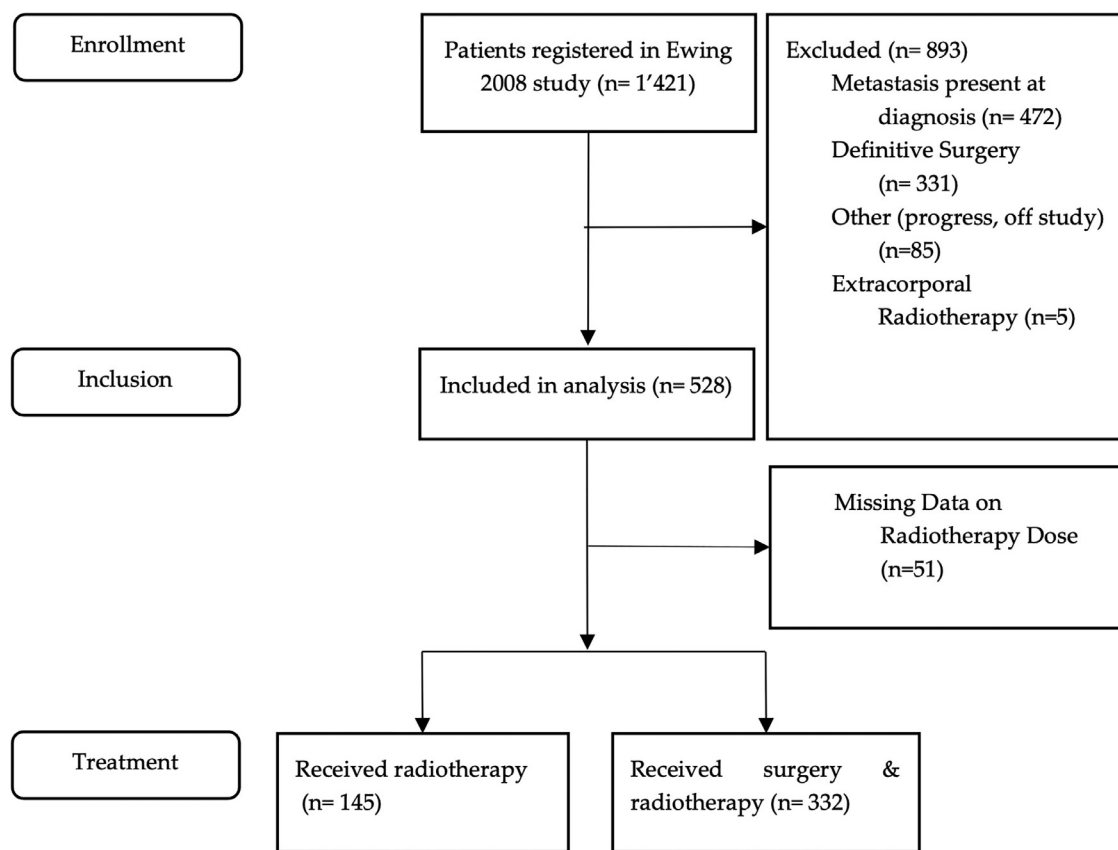 Enrollment
Patients registered in Ewing
2008 study (n= 1’421)
Excluded (n= 893)
Metastasis present at
diagnosis (n= 472)
Definitive Surgery
(n= 331)
Other (progress, off study)
(n=85)
Extracorporal
Radiotherapy (n=5)
Inclusion
Included in analysis (n= 528)
Missing Data on
Radiotherapy Dose
(n=51)
Treatment
Received radiotherapy
(n= 145)
Received surgery &
radiotherapy (n= 332)